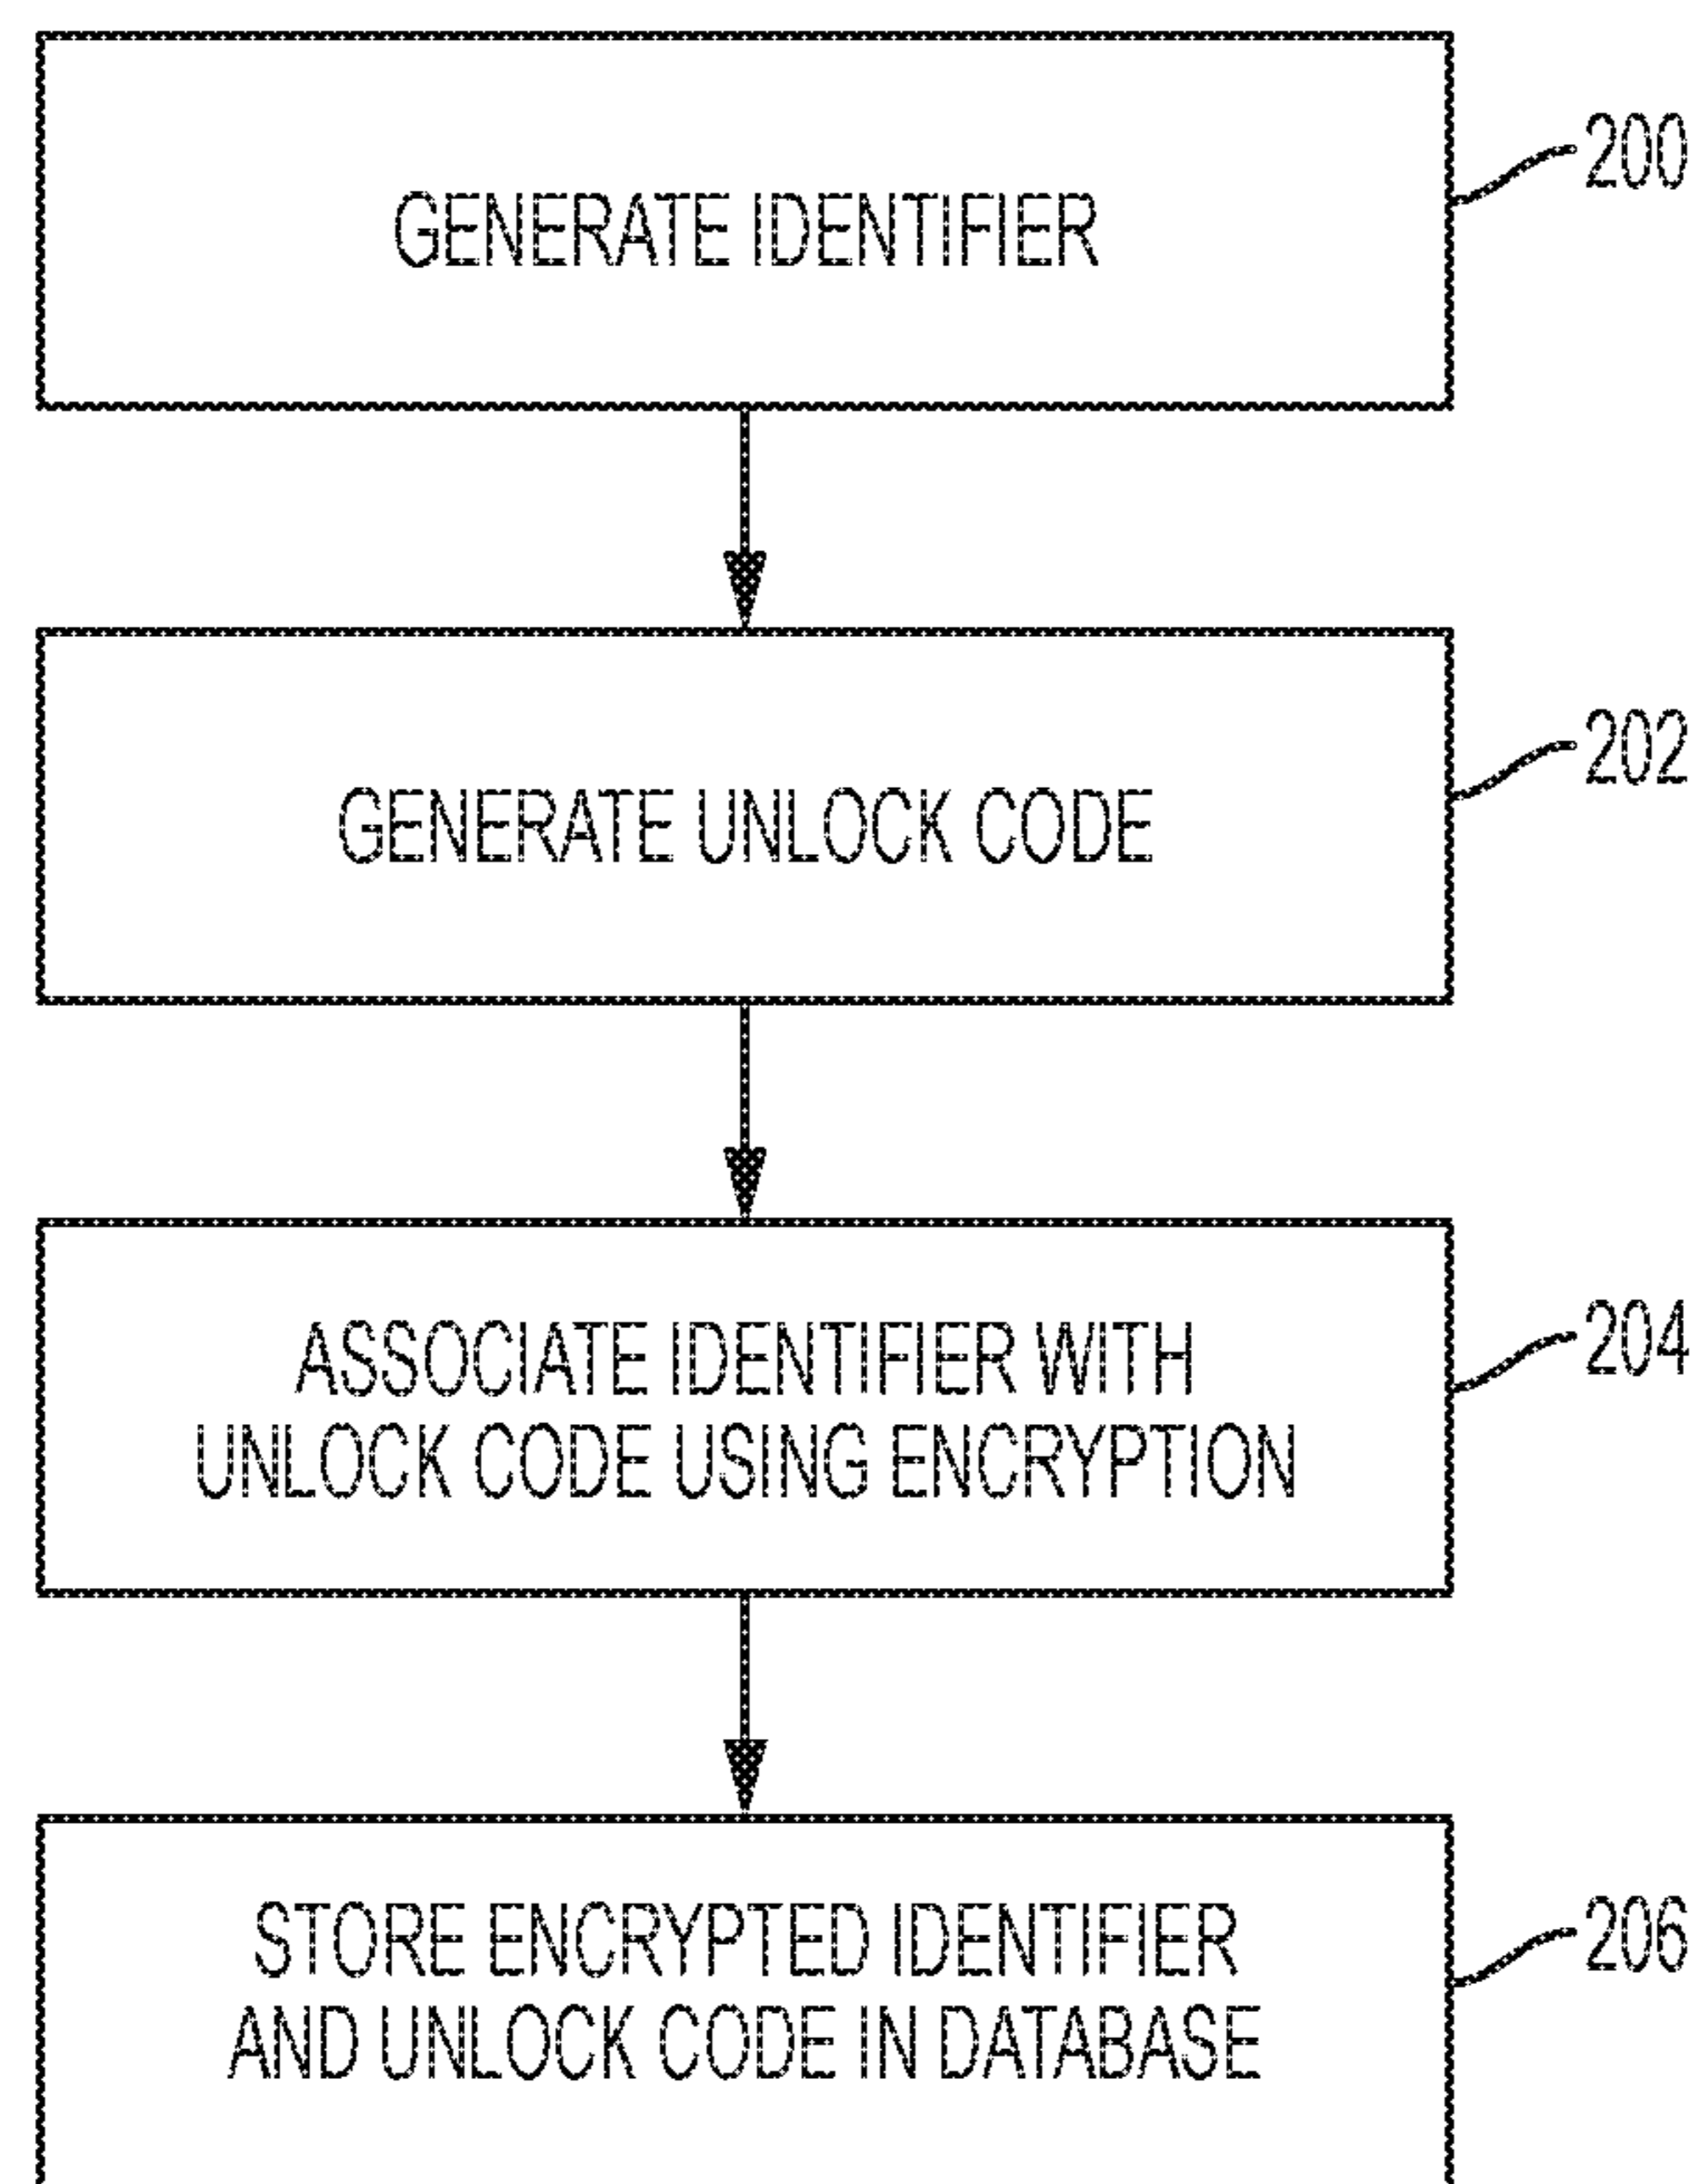 GENERATE IDENTIFIER
200
GENERATE UNLOCK CODE
202
ASSOCIATE IDENTIFIER WITH
UNLOCK CODE USING ENCRYPTION
204
STORE ENCRYPTED IDENTIFIER
AND UNLOCK CODE IN DATABASE
206